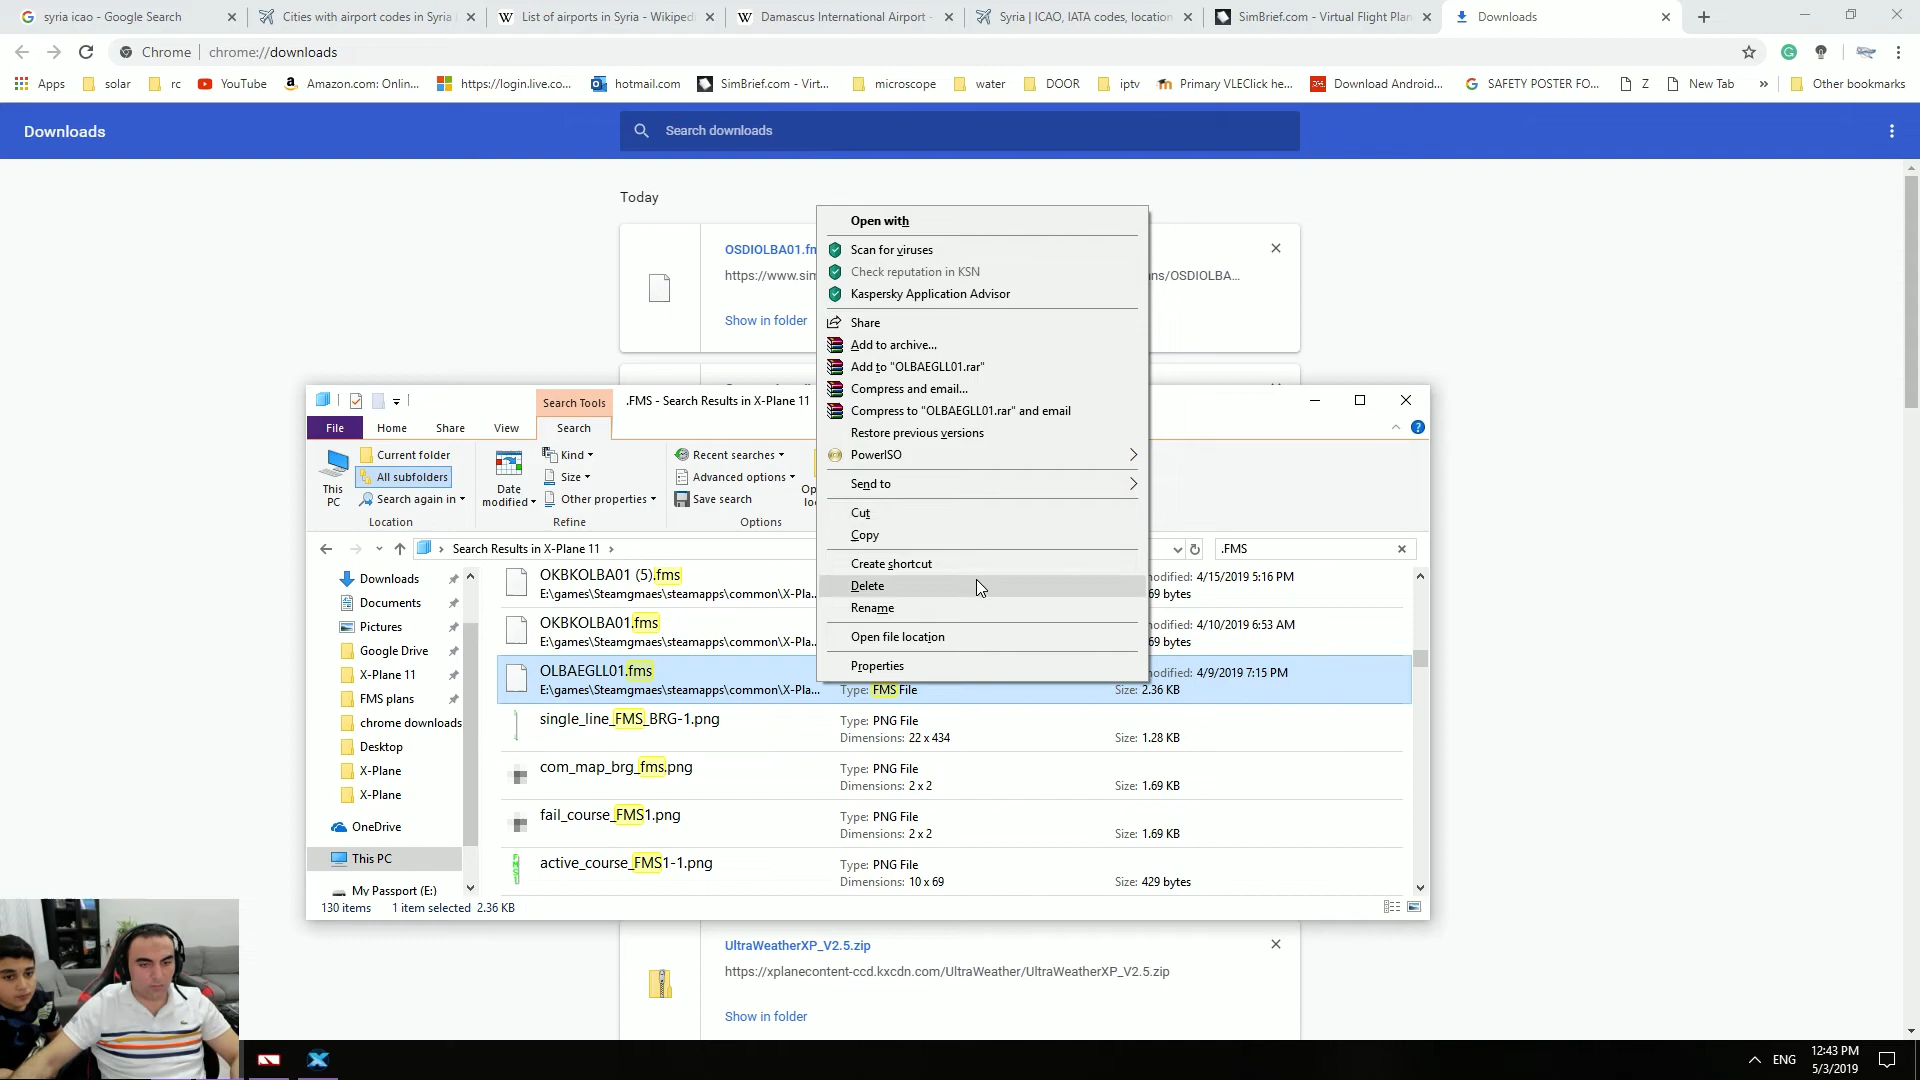 syria icao - Google Search
Cities with airport codes in Syria
List of airports in Syria - Wikiped
Damascus International Airport -
Syria | ICAO, IATA codes, location
SimBrief.com - Virtual Flight Plan
Downloads
Chrome
chrome://downloads
Apps
solar
rc
YouTube
Amazon.com: Onlin...
https://login.live.co...
hotmail.com
SimBrief.com - Virt...
microscope
water
DOOR
iptv
Primary VLEClick he...
Download Android...
SAFETY POSTER FO...
Z
New Tab
»
Other bookmarks
Downloads
Search downloads
Today
OSDIOLBA01.fm
https://www.sim
ns/OSDIOLBA...
Show in folder
Open with
Scan for viruses
Check reputation in KSN
Kaspersky Application Advisor
Share
Add to archive...
Add to "OLBAEGLL01.rar"
Compress and email...
Compress to "OLBAEGLL01.rar" and email
Restore previous versions
PowerISO
Send to
Cut
Copy
Create shortcut
Delete
Rename
Open file location
Properties
Search Tools
.FMS - Search Results in X-Plane 11
File
Home
Share
View
Search
This PC
Current folder
All subfolders
Search again in
Location
Date modified
Kind
Size
Other properties
Refine
Recent searches
Advanced options
Save search
Options
Search Results in X-Plane 11
.FMS
Downloads
Documents
Pictures
Google Drive
X-Plane 11
FMS plans
chrome downloads
Desktop
X-Plane
X-Plane
OneDrive
This PC
My Passport (E:)
OKBKOLBA01 (5).fms
E:\games\Steamgmaes\steamapps\common\X-Pla...
modified: 4/15/2019 5:16 PM
69 bytes
OKBKOLBA01.fms
E:\games\Steamgmaes\steamapps\common\X-Pla...
modified: 4/10/2019 6:53 AM
69 bytes
OLBAEGLL01.fms
E:\games\Steamgmaes\steamapps\common\X-Pla...
modified: 4/9/2019 7:15 PM
Type: FMS File
Size: 2.36 KB
single_line_FMS_BRG-1.png
Type: PNG File
Dimensions: 22 x 434
Size: 1.28 KB
com_map_brg_fms.png
Type: PNG File
Dimensions: 2 x 2
Size: 1.69 KB
fail_course_FMS1.png
Type: PNG File
Dimensions: 2 x 2
Size: 1.69 KB
active_course_FMS1-1.png
Type: PNG File
Dimensions: 10 x 69
Size: 429 bytes
130 items
1 item selected 2.36 KB
UltraWeatherXP_V2.5.zip
https://xplanecontent-ccd.kxcdn.com/UltraWeather/UltraWeatherXP_V2.5.zip
Show in folder
ENG
12:43 PM
5/3/2019